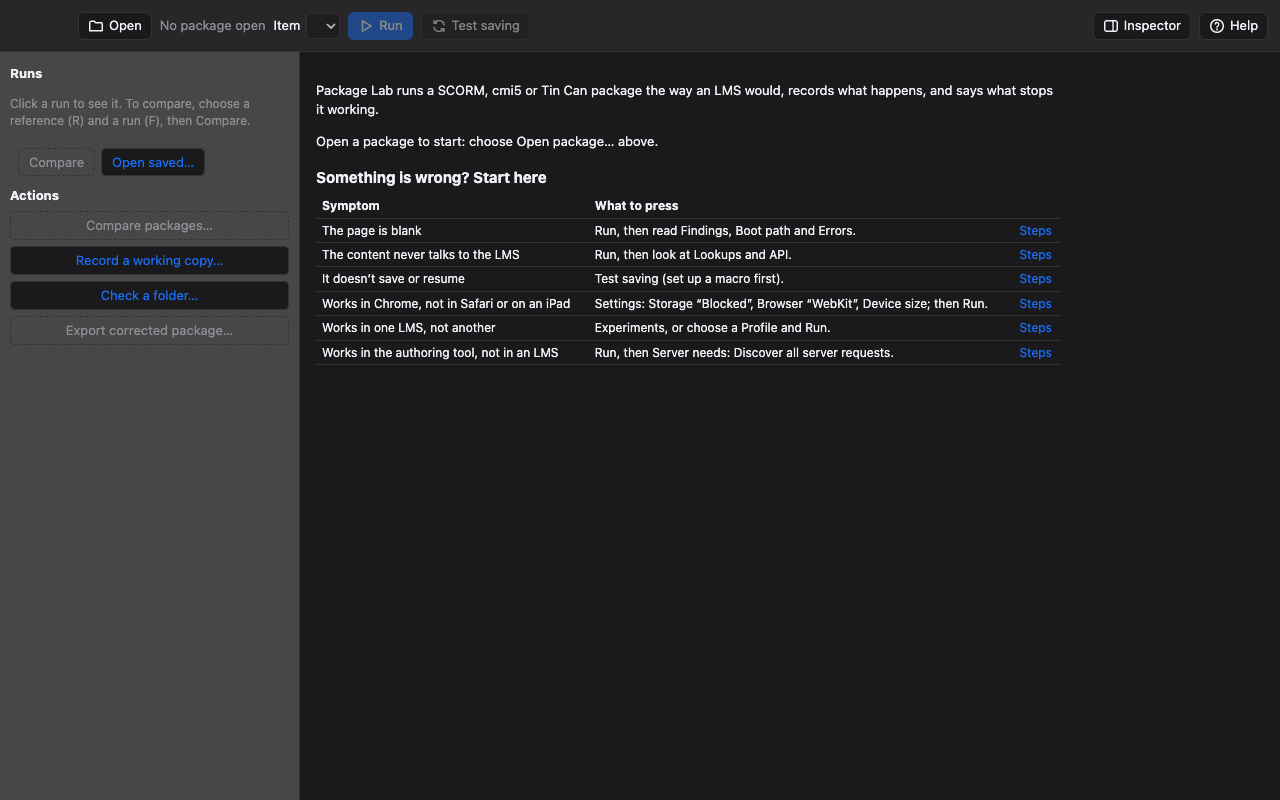 Open No package open Item Run Test saving Inspector Help
Runs
Click a run to see it. To compare, choose a
reference (R) and a run (F), then Compare.
Compare Open saved...
Actions
Compare packages...
Record a working copy...
Check a folder...
Export corrected package...
Package Lab runs a SCORM, cmi5 or Tin Can package the way an LMS would, records what happens, and says what stops
it working.
Open a package to start: choose Open package... above.
Something is wrong? Start here
Symptom What to press
The page is blank Run, then read Findings, Boot path and Errors. Steps
The content never talks to the LMS Run, then look at Lookups and API. Steps
It doesn’t save or resume Test saving (set up a macro first). Steps
Works in Chrome, not in Safari or on an iPad Settings: Storage “Blocked”, Browser “WebKit”, Device size; then Run. Steps
Works in one LMS, not another Experiments, or choose a Profile and Run. Steps
Works in the authoring tool, not in an LMS Run, then Server needs: Discover all server requests. Steps